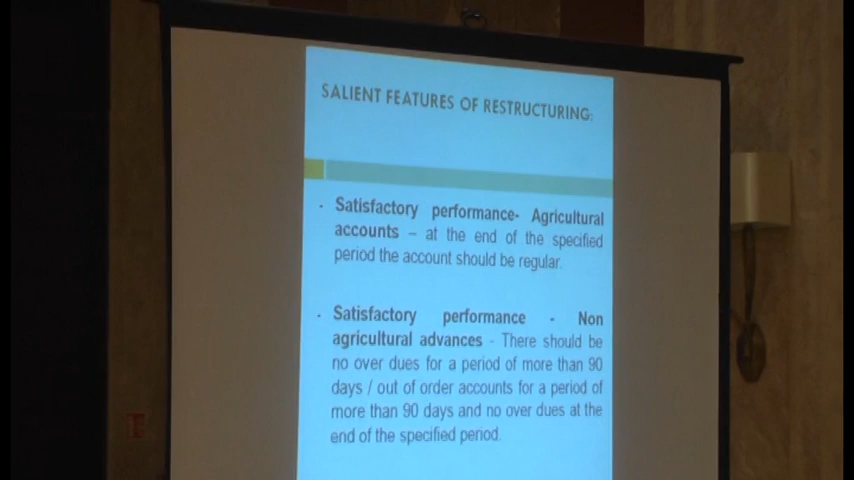 SALIENT FEATURES OF RESTRUCTURING:
• Satisfactory performance- Agricultural
accounts – at the end of the specified
period the account should be regular.
• Satisfactory performance - Non
agricultural advances - There should be
no over dues for a period of more than 90
days / out of order accounts for a period of
more than 90 days and no over dues at the
end of the specified period.